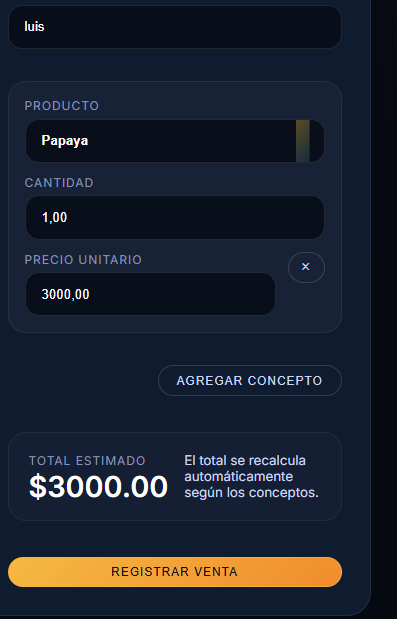 luis
PRODUCTO
Papaya
CANTIDAD
1,00
PRECIO UNITARIO
×
3000,00
AGREGAR CONCEPTO
TOTAL ESTIMADO
$3000.00
El total se recalcula
automáticamente
según los conceptos.
REGISTRAR VENTA